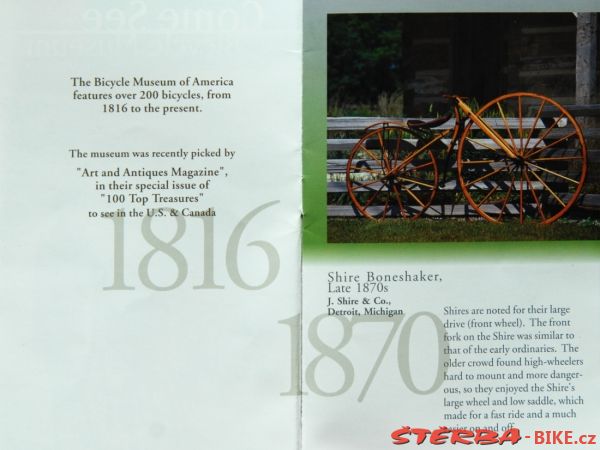 The Bicycle Museum of America
features over 200 bicycles, from
1816 to the present.
The museum was recently picked by
"Art and Antiques Magazine",
in their special issue of
"100 Top Treasures"
to see in the U.S. & Canada
1816
Shire Boneshaker,
Late 1870s
J. Shire & Co.,
Detroit, Michigan
1870
Shires are noted for their large
drive (front wheel). The front
fork on the Shire was similar to
that of the early ordinaries. The
older crowd found high-wheelers
hard to mount and more danger-
ous, so they enjoyed the Shire's
large wheel and low saddle, which
made for a fast ride and a much
easier on and off.
ŠTĚRBA-BIKE.cz